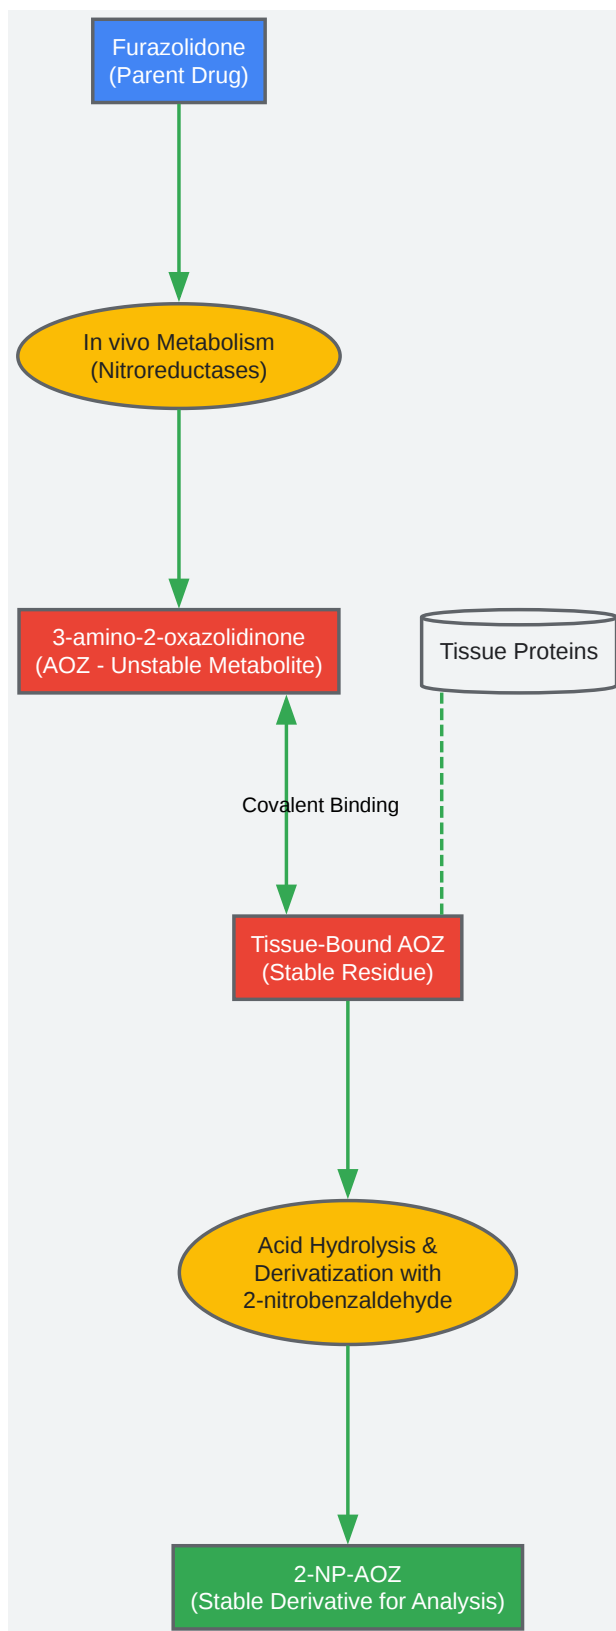 Furazolidone
(Parent Drug)
In vivo Metabolism
(Nitroreductases)
3-amino-2-oxazolidinone
(AOZ - Unstable Metabolite)
Tissue Proteins
Covalent Binding
Tissue-Bound AOZ
(Stable Residue)
Acid Hydrolysis &
Derivatization with
2-nitrobenzaldehyde
2-NP-AOZ
(Stable Derivative for Analysis)